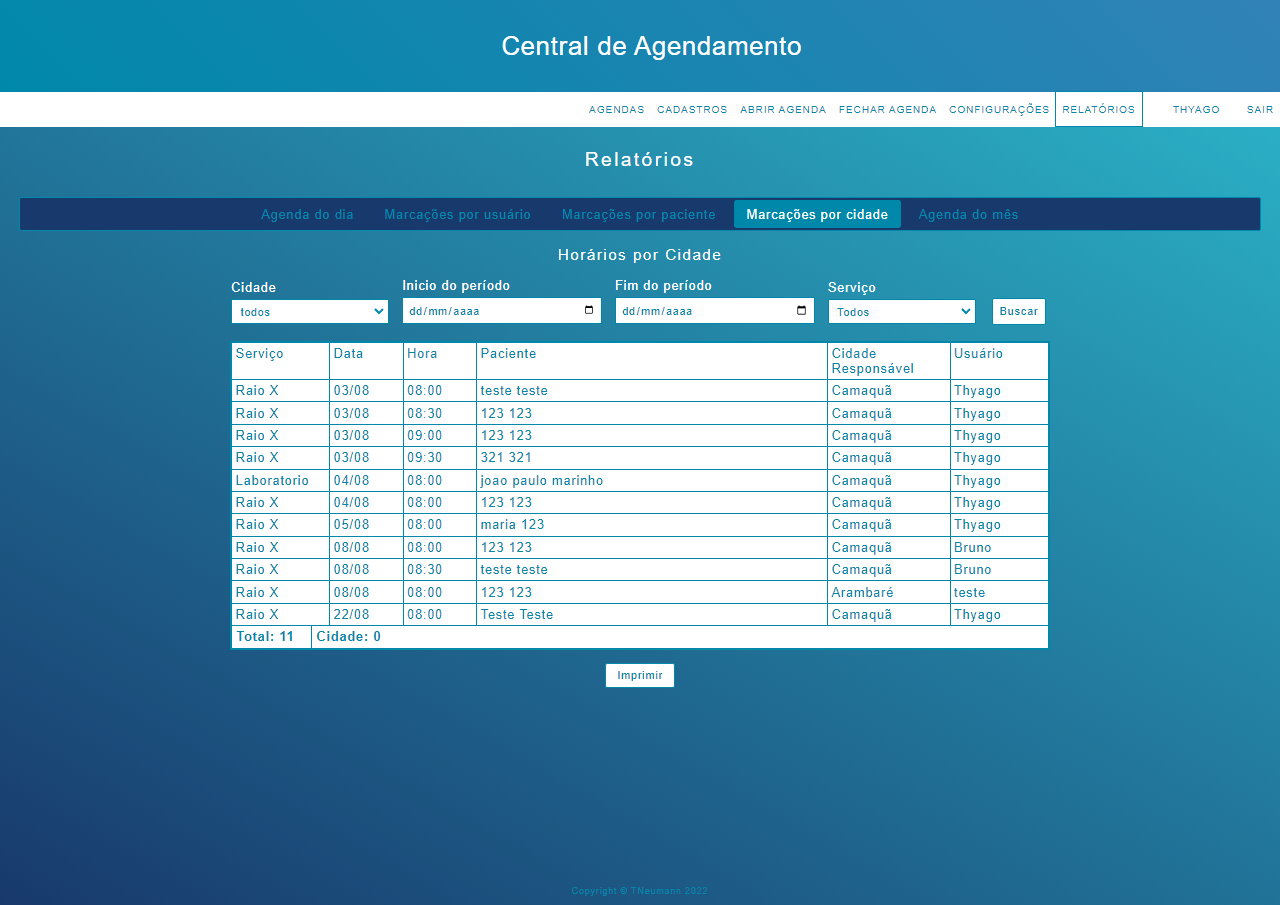 Central de Agendamento
AGENDAS CADASTROS ABRIR AGENDA FECHAR AGENDA CONFIGURAÇÕES RELATÓRIOS THYAGO SAIR
Relatórios
Agenda do dia Marcações por usuário Marcações por paciente Marcações por cidade Agenda do mês
Horários por Cidade
Cidade Inicio do período Fim do período Serviço
todos dd/mm/aaaa dd/mm/aaaa Todos Buscar
Serviço Data Hora Paciente Cidade Responsável Usuário
Raio X 03/08 08:00 teste teste Camaquã Thyago
Raio X 03/08 08:30 123 123 Camaquã Thyago
Raio X 03/08 09:00 123 123 Camaquã Thyago
Raio X 03/08 09:30 321 321 Camaquã Thyago
Laboratorio 04/08 08:00 joao paulo marinho Camaquã Thyago
Raio X 04/08 08:00 123 123 Camaquã Thyago
Raio X 05/08 08:00 maria 123 Camaquã Thyago
Raio X 08/08 08:00 123 123 Camaquã Bruno
Raio X 08/08 08:30 teste teste Camaquã Bruno
Raio X 08/08 08:00 123 123 Arambaré teste
Raio X 22/08 08:00 Teste Teste Camaquã Thyago
Total: 11 Cidade: 0
Imprimir
Copyright © TNeumann 2022